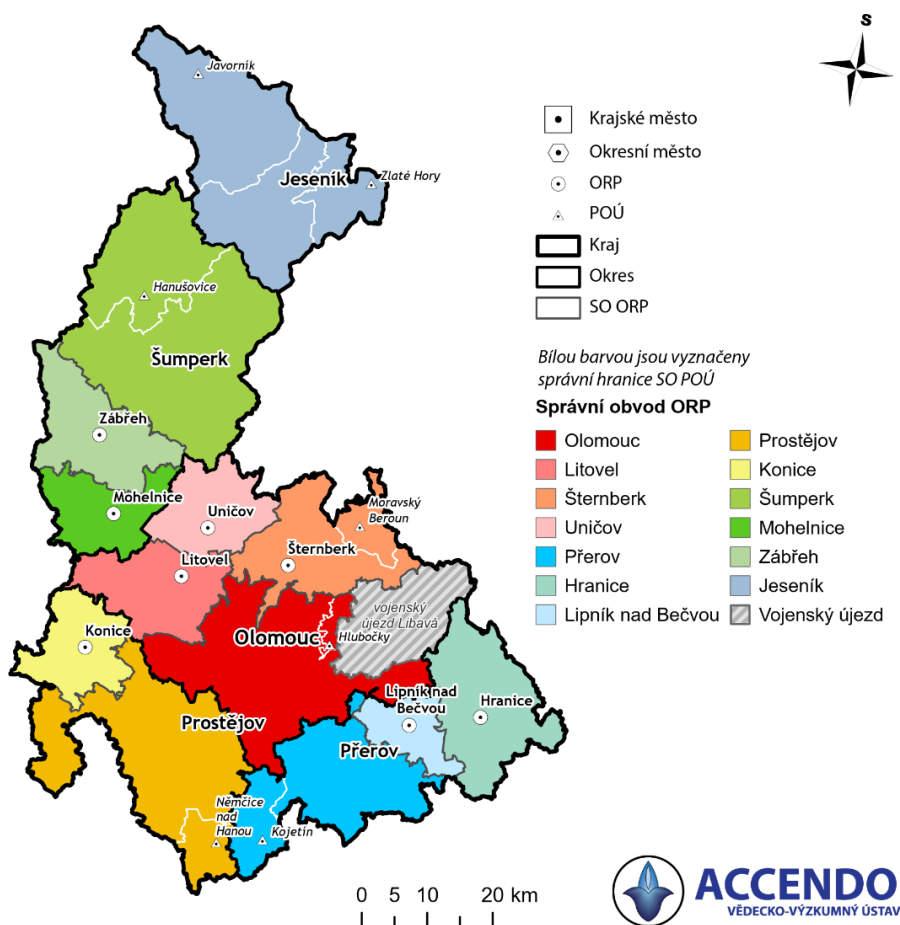 S
Javorník
Jeseník
Zlaté Hory
Hanušovice
Šumperk
Zábřeh
Mohelnice
Uničov
Moravský
Beroun
Šternberk
Litovel
vojenský
újezd Libavá
Olomouc
Hlubočky
Konice
Lipník nad
Bečvou
Hranice
Prostějov
Přerov
Němčice
nad
Hanou
Kojetín
Krajské město
Okresní město
ORP
POÚ
Kraj
Okres
SO ORP
Bílou barvou jsou vyznačeny
správní hranice SO POÚ
Správní obvod ORP
Olomouc
Litovel
Šternberk
Uničov
Přerov
Hranice
Lipník nad Bečvou
Prostějov
Konice
Šumperk
Mohelnice
Zábřeh
Jeseník
Vojenský újezd
0 5 10 20 km
ACCENDO
VĚDECKO-VÝZKUMNÝ ÚSTAV